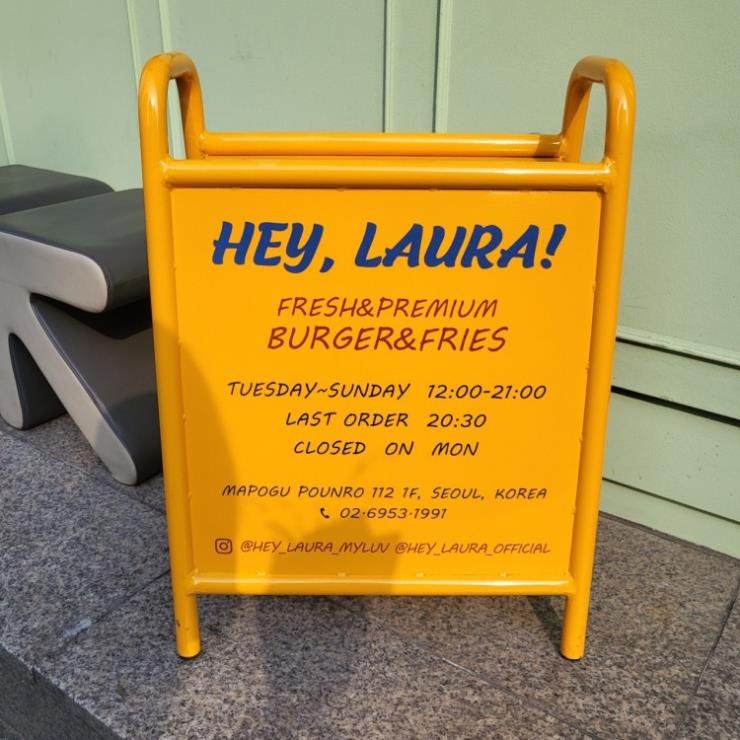 HEY, LAURA!
FRESH&PREMIUM
BURGER&FRIES
TUESDAY~SUNDAY 12:00-21:00
LAST ORDER 20:30
CLOSED ON MON
MAPOGU POUNRO 112 1F, SEOUL, KOREA
02·6953·1991
@HEY_LAURA_MYLUV @HEY_LAURA_OFFICIAL